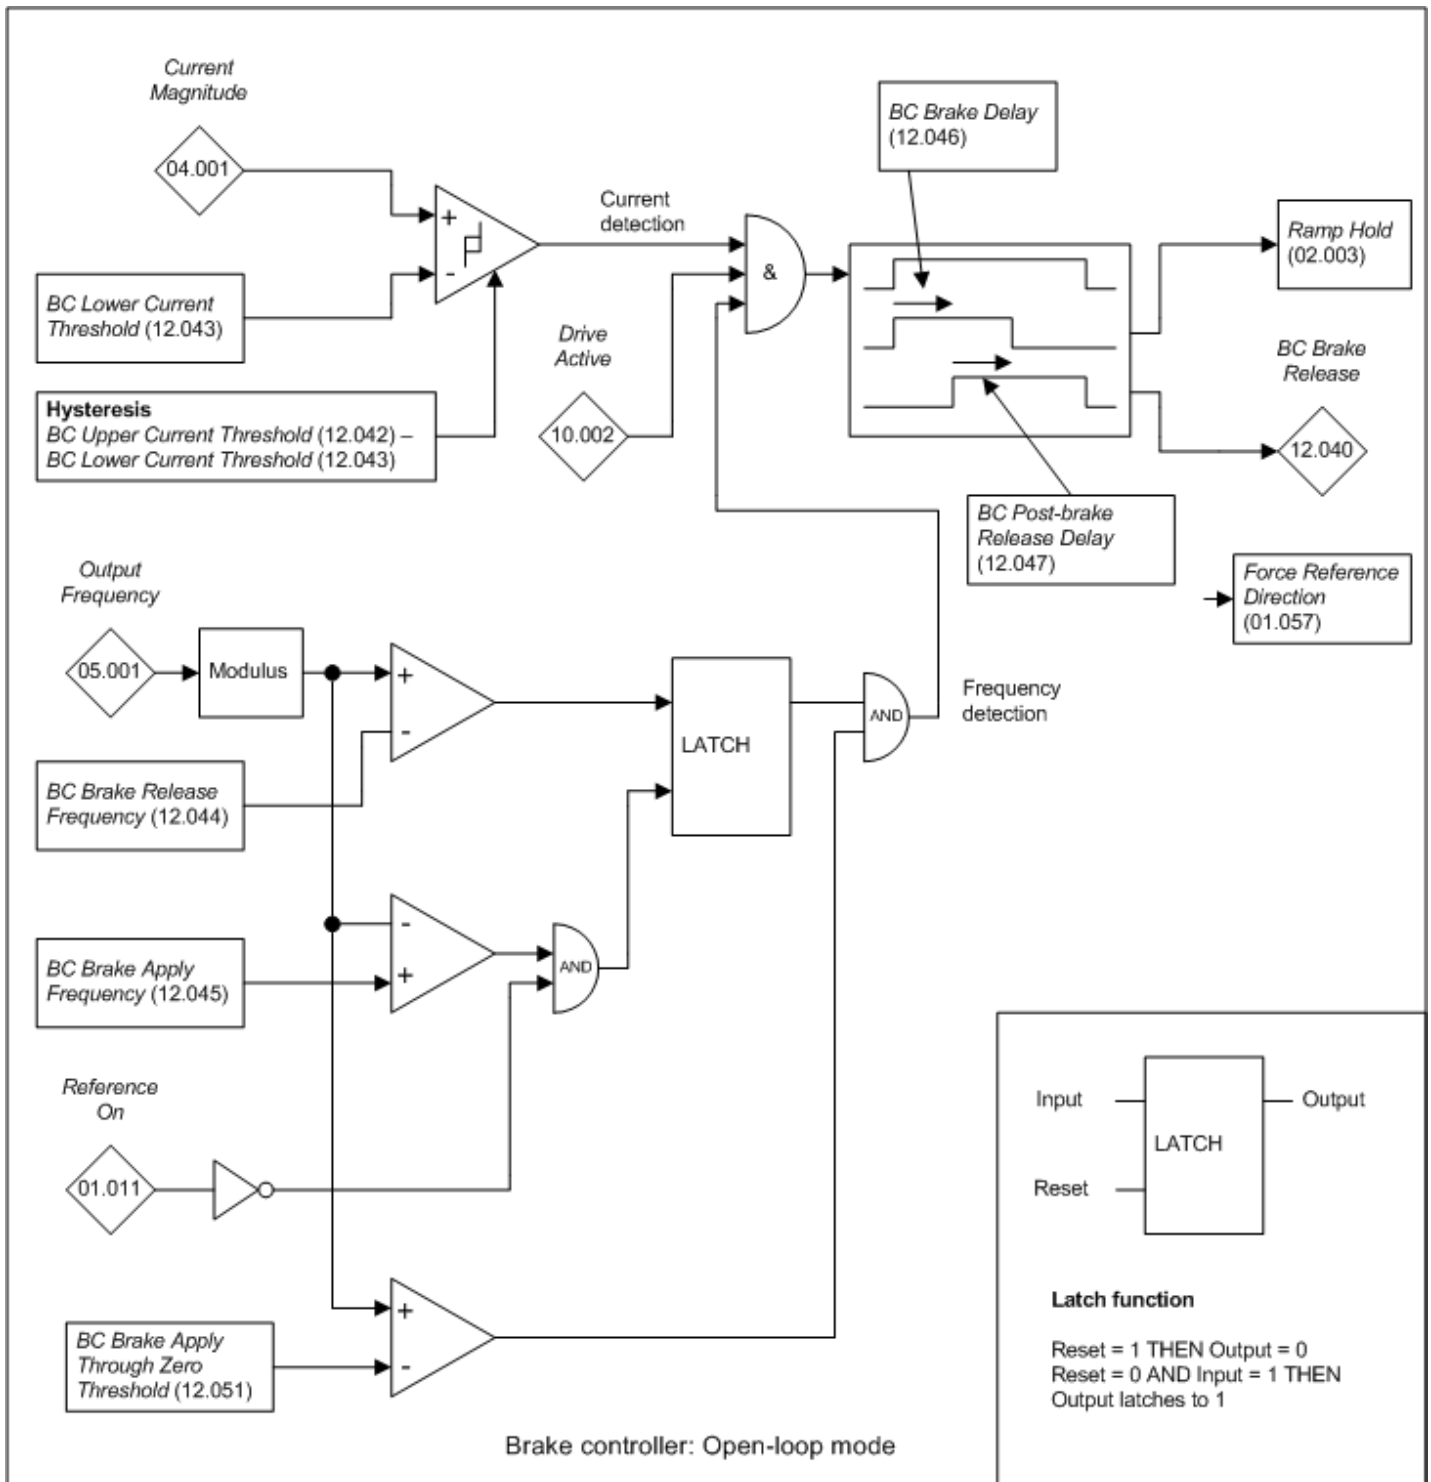 Current
Magnitude
04.001
+
-
BC Lower Current
Threshold (12.043)
Hysteresis
BC Upper Current Threshold (12.042) –
BC Lower Current Threshold (12.043)
Current
detection
Drive
Active
10.002
&
BC Brake Delay
(12.046)
BC Post-brake
Release Delay
(12.047)
Ramp Hold
(02.003)
BC Brake
Release
12.040
Force Reference
Direction
(01.057)
Output
Frequency
05.001
Modulus
+
-
BC Brake Release
Frequency (12.044)
LATCH
AND
Frequency
detection
-
+
BC Brake Apply
Frequency (12.045)
AND
Reference
On
01.011
+
-
BC Brake Apply
Through Zero
Threshold (12.051)
Brake controller: Open-loop mode
Input
Output
LATCH
Reset
Latch function
Reset = 1 THEN Output = 0
Reset = 0 AND Input = 1 THEN
Output latches to 1